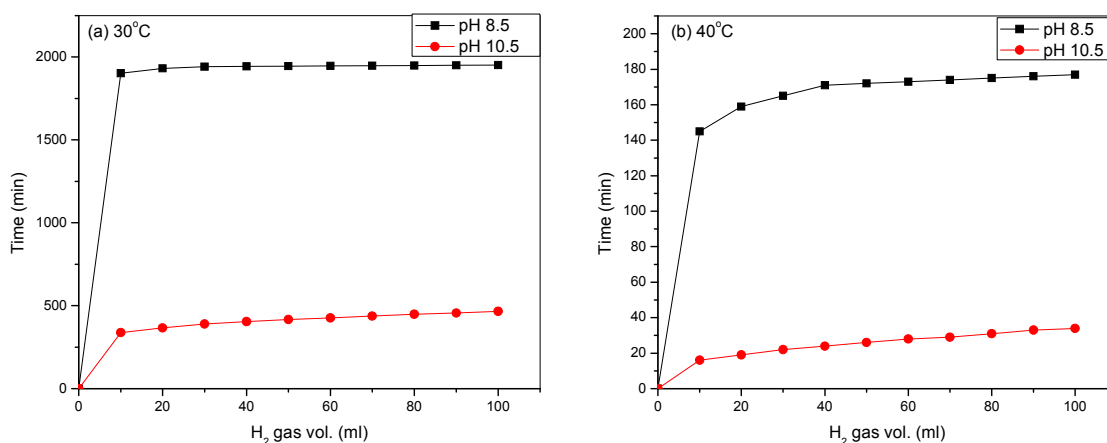 (a) 30°C
pH 8.5
pH 10.5
2000
1500
1000
500
0
Time (min)
0 20 40 60 80 100
H₂ gas vol. (ml)
(b) 40°C
pH 8.5
pH 10.5
200
180
160
140
120
100
80
60
40
20
0
Time (min)
0 20 40 60 80 100
H₂ gas vol. (ml)